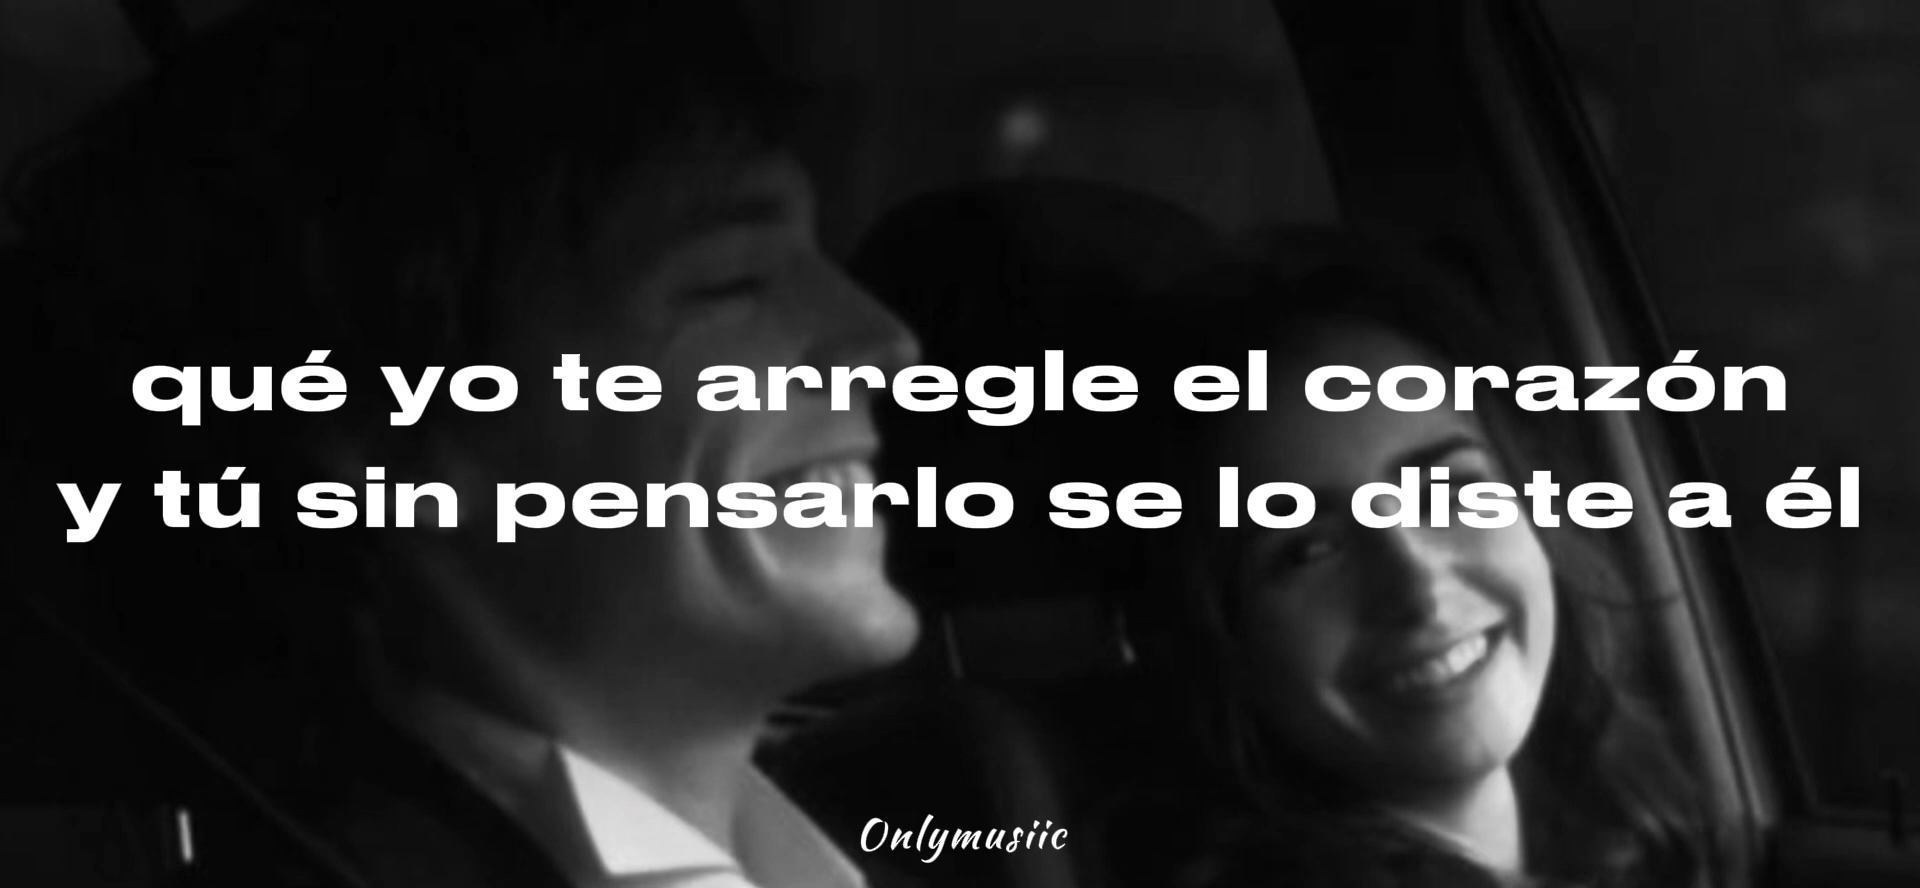 qué yo te arregle el corazón
y tú sin pensarlo se lo diste a él
Onlymusiic